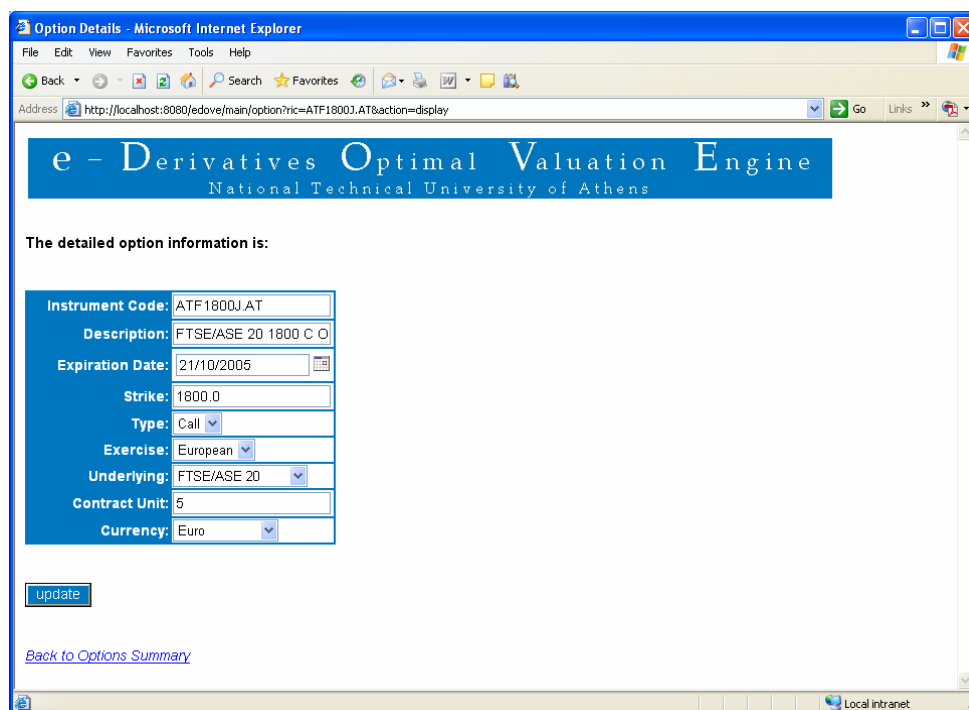 Option Details - Microsoft Internet Explorer
File Edit View Favorites Tools Help
Back Search Favorites
Address http://localhost:8080/edove/main/option?ric=ATF1800J.AT&action=display Go Links »
e - Derivatives Optimal Valuation Engine
National Technical University of Athens
The detailed option information is:
Instrument Code: ATF1800J.AT
Description: FTSE/ASE 20 1800 C O
Expiration Date: 21/10/2005
Strike: 1800.0
Type: Call
Exercise: European
Underlying: FTSE/ASE 20
Contract Unit: 5
Currency: Euro
update
Back to Options Summary
Local intranet